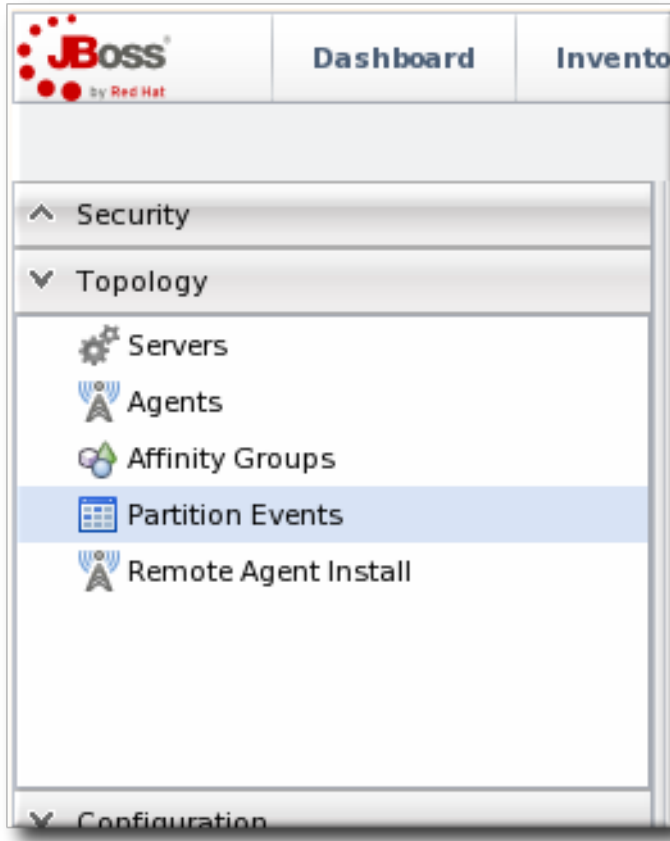 JBoss
by Red Hat
Dashboard
Invento
Security
Topology
Servers
Agents
Affinity Groups
Partition Events
Remote Agent Install
Configuration